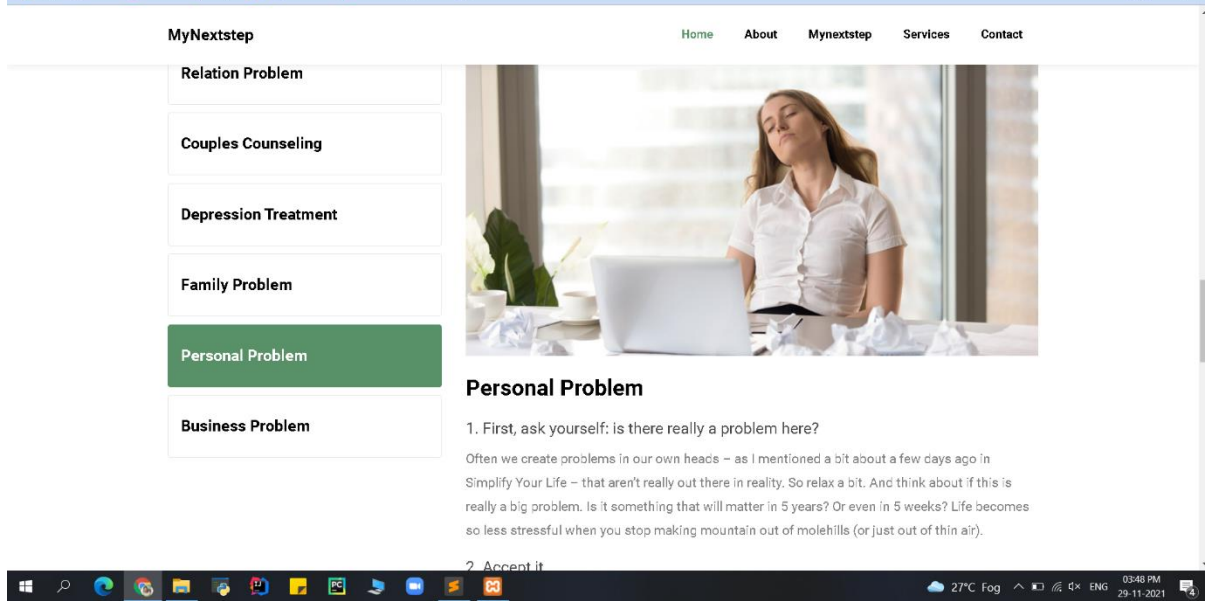 MyNextstep
Home About Mynextstep Services Contact
Relation Problem
Couples Counseling
Depression Treatment
Family Problem
Personal Problem
Business Problem
Personal Problem
1. First, ask yourself: is there really a problem here?
Often we create problems in our own heads – as I mentioned a bit about a few days ago in
Simplify Your Life – that aren't really out there in reality. So relax a bit. And think about if this is
really a big problem. Is it something that will matter in 5 years? Or even in 5 weeks? Life becomes
so less stressful when you stop making mountain out of molehills (or just out of thin air).
2. Accept it
PC
27°C Fog ENG
03:48 PM
29-11-2021
4